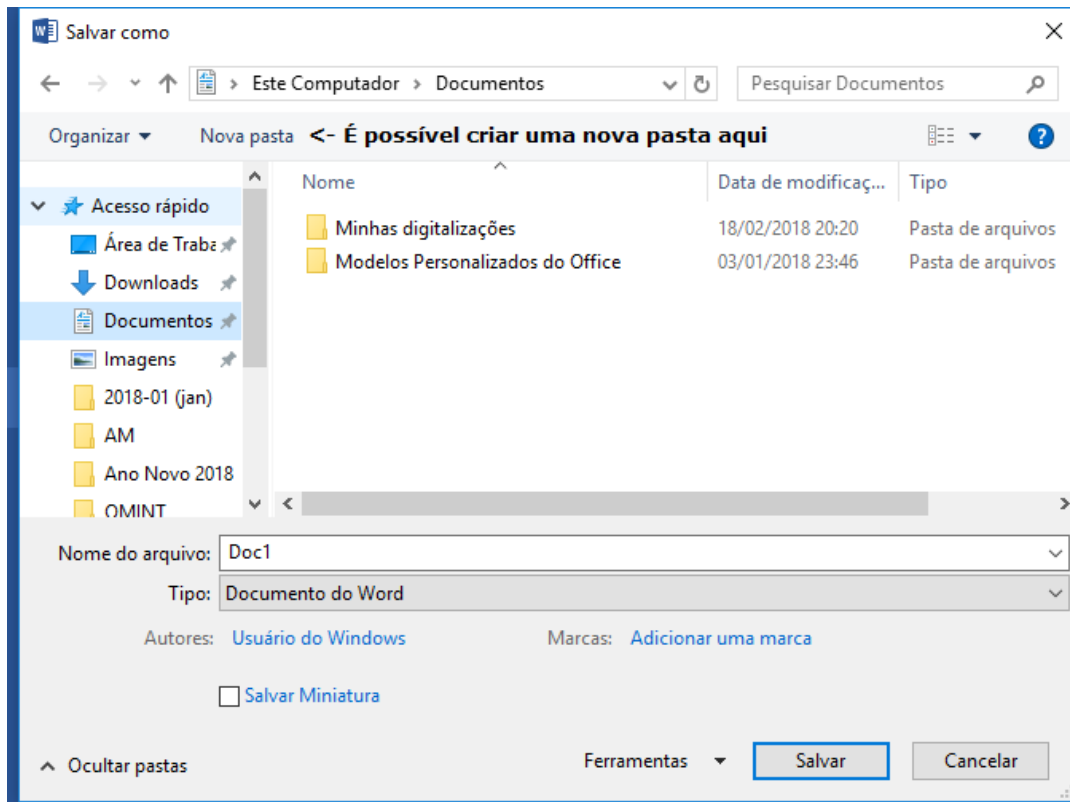 Salvar como
Este Computador > Documentos
Pesquisar Documentos
Organizar
Nova pasta
<- É possível criar uma nova pasta aqui
Nome
Data de modificaç...
Tipo
Acesso rápido
Área de Traba
Downloads
Documentos
Imagens
2018-01 (jan)
AM
Ano Novo 2018
OMINT
Minhas digitalizações
18/02/2018 20:20
Pasta de arquivos
Modelos Personalizados do Office
03/01/2018 23:46
Pasta de arquivos
Nome do arquivo: Doc1
Tipo: Documento do Word
Autores: Usuário do Windows
Marcas: Adicionar uma marca
Salvar Miniatura
Ocultar pastas
Ferramentas
Salvar
Cancelar